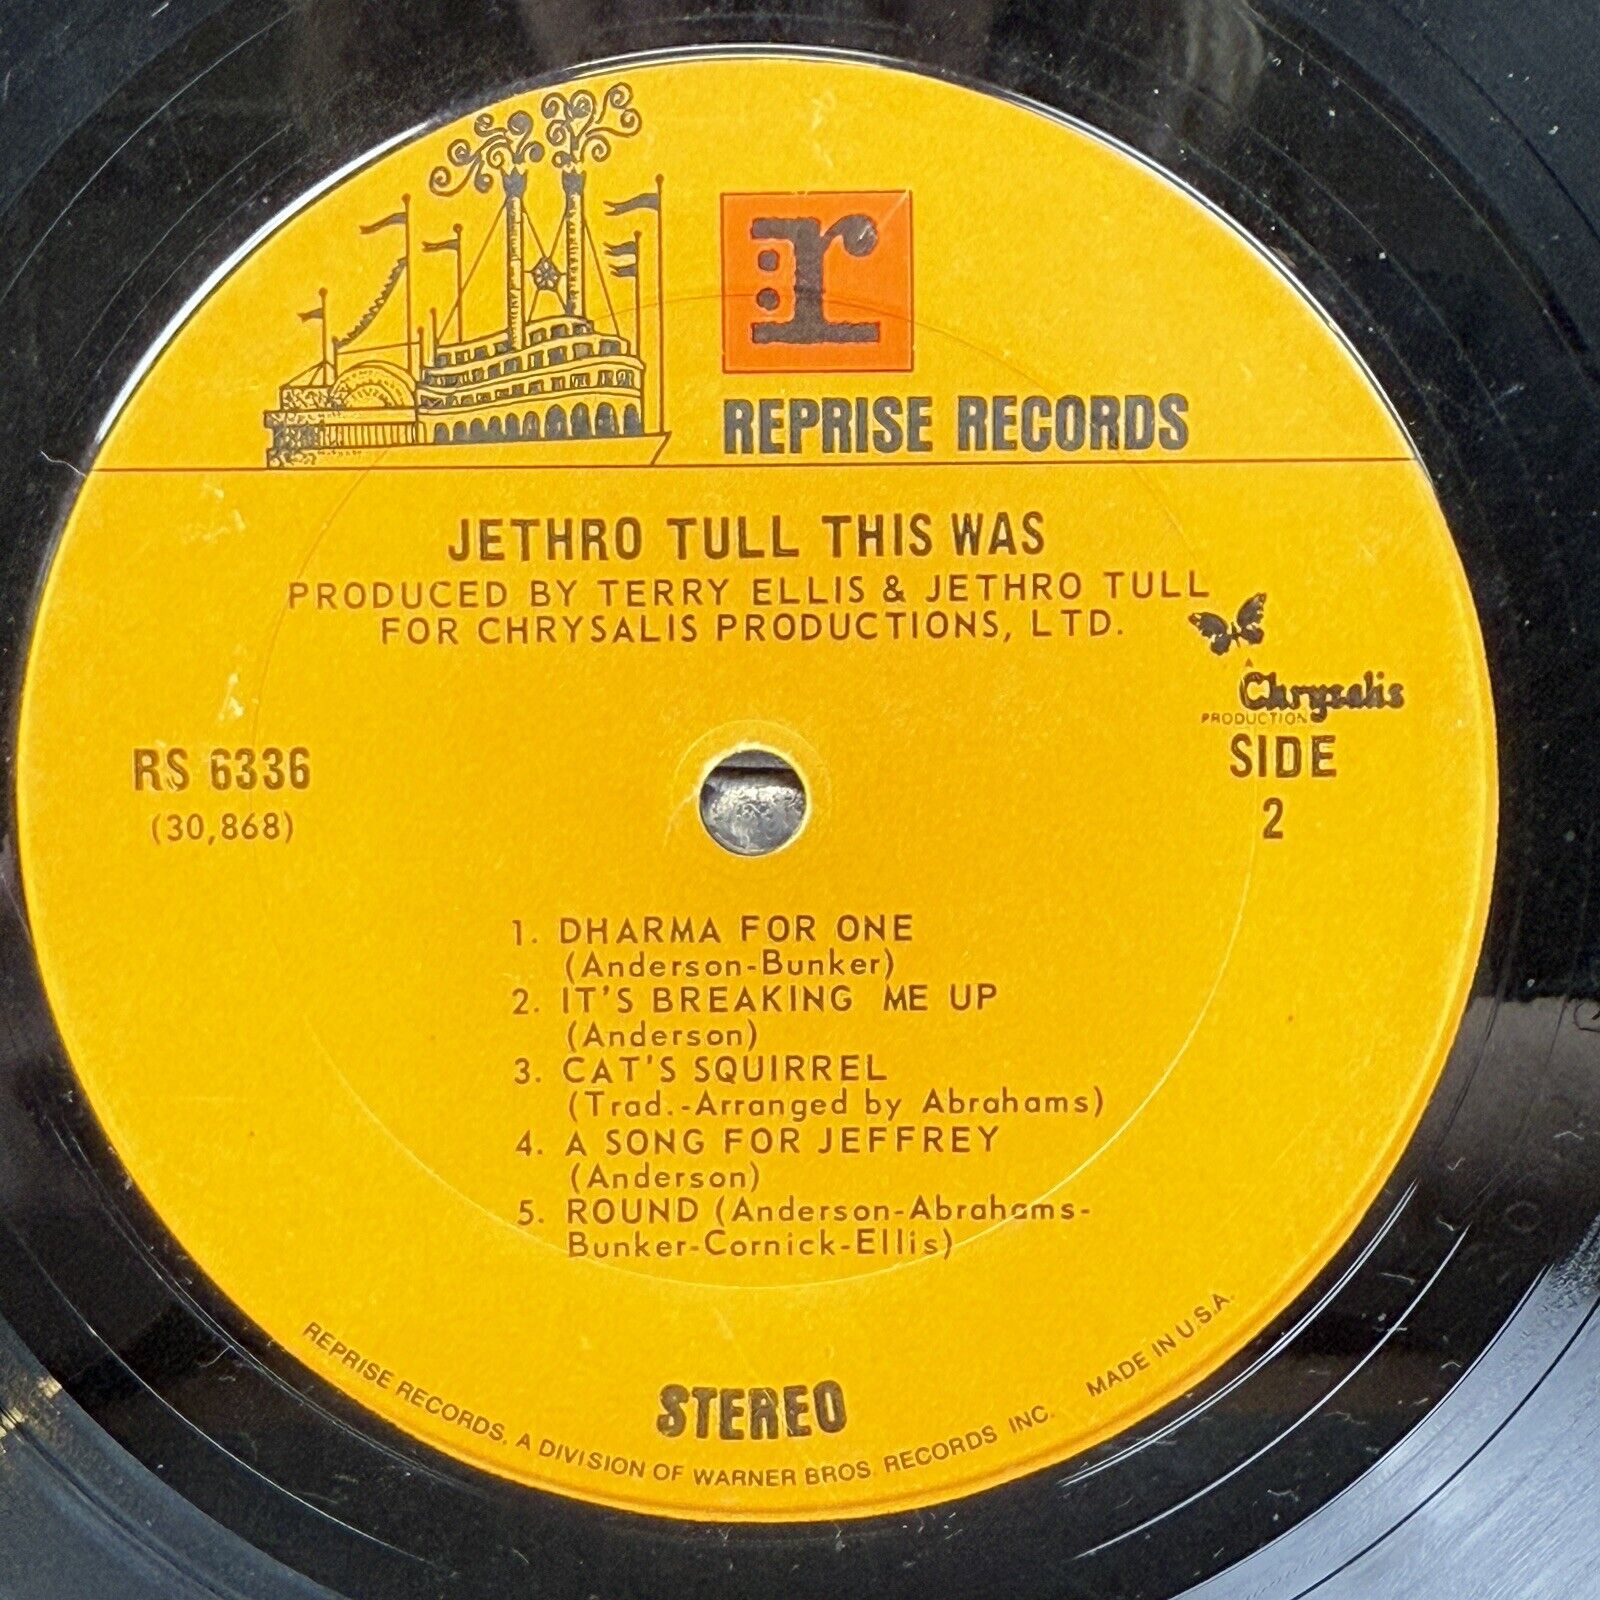 r
REPRISE RECORDS
JETHRO TULL THIS WAS
PRODUCED BY TERRY ELLIS & JETHRO TULL
FOR CHRYSALIS PRODUCTIONS, LTD.
A
Chrysalis
PRODUCTION
RS 6336
(30,868)
SIDE
2
1. DHARMA FOR ONE
(Anderson-Bunker)
2. IT'S BREAKING ME UP
(Anderson)
3. CAT'S SQUIRREL
(Trad.-Arranged by Abrahams)
4. A SONG FOR JEFFREY
(Anderson)
5. ROUND (Anderson-Abrahams-
Bunker-Cornick-Ellis)
STEREO
REPRISE RECORDS, A DIVISION OF WARNER BROS. RECORDS INC. MADE IN U.S.A.